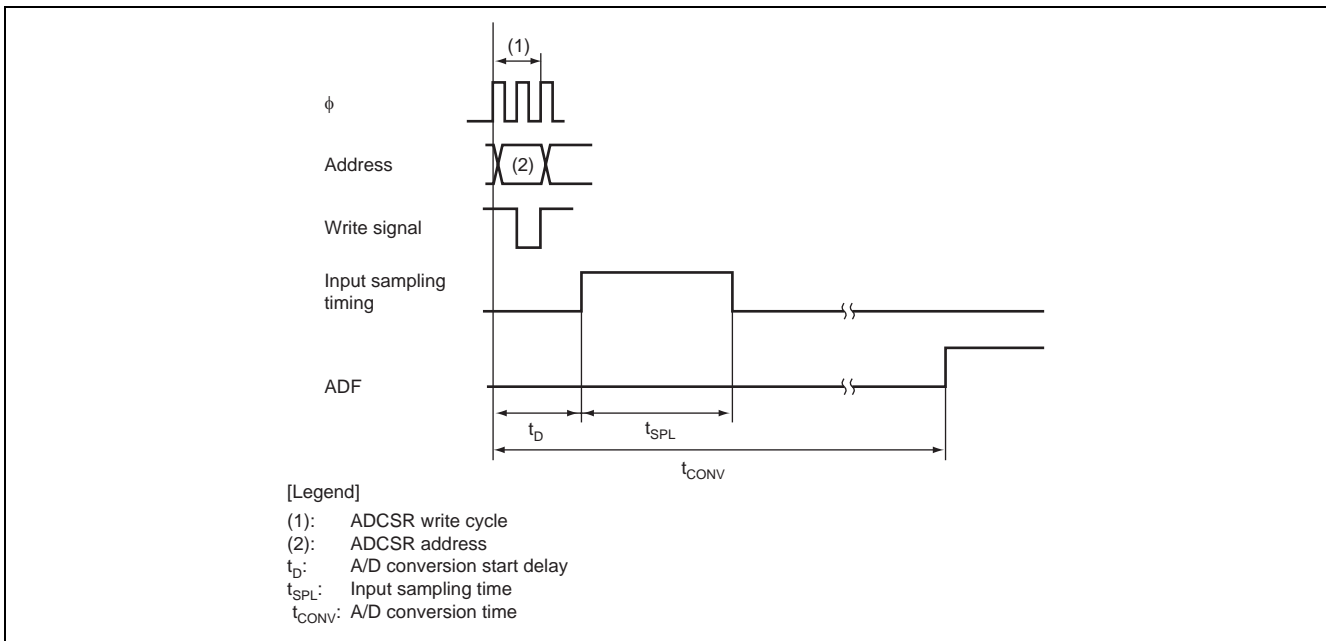 (1)
ϕ
Address
(2)
Write signal
Input sampling
timing
ADF
tD
tSPL
tCONV
[Legend]
(1): ADCSR write cycle
(2): ADCSR address
tD: A/D conversion start delay
tSPL: Input sampling time
tCONV: A/D conversion time